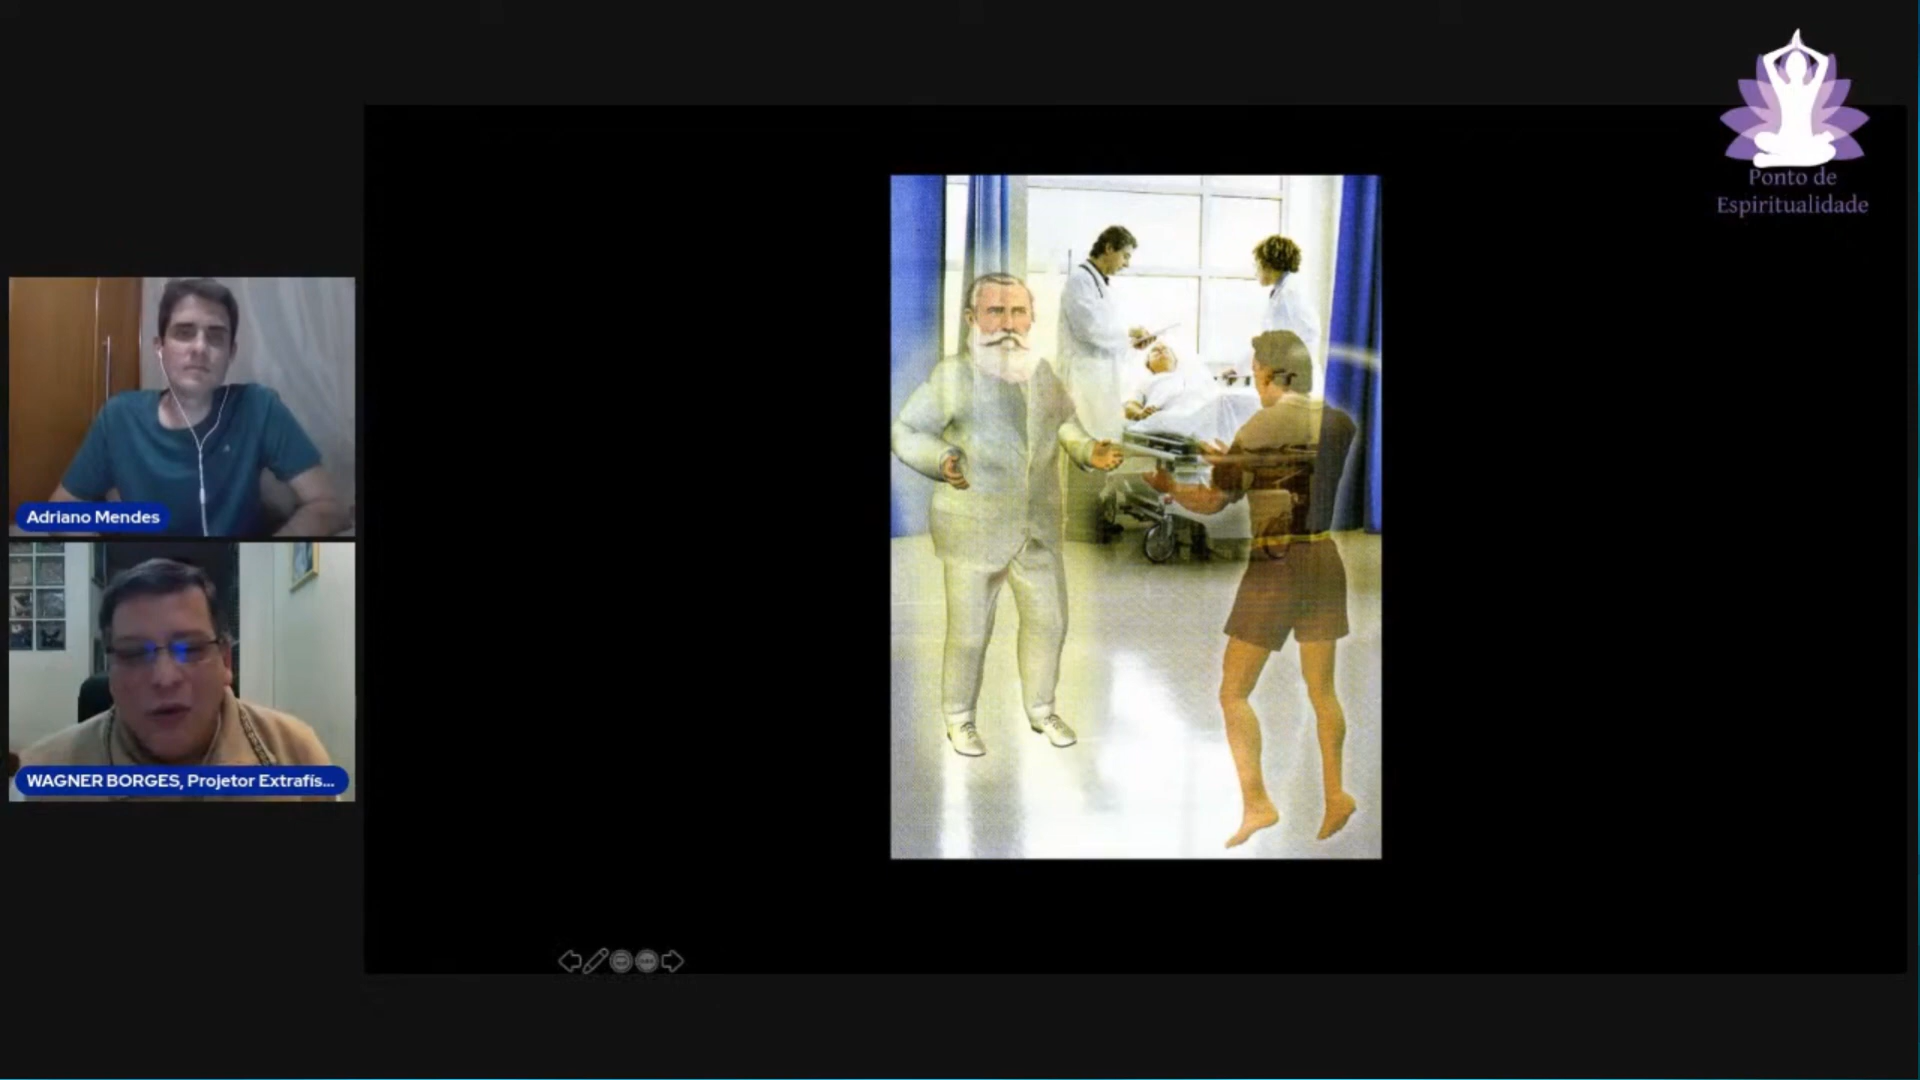 Ponto de
Espiritualidade
Adriano Mendes
WAGNER BORGES, Projetor Extrafís...